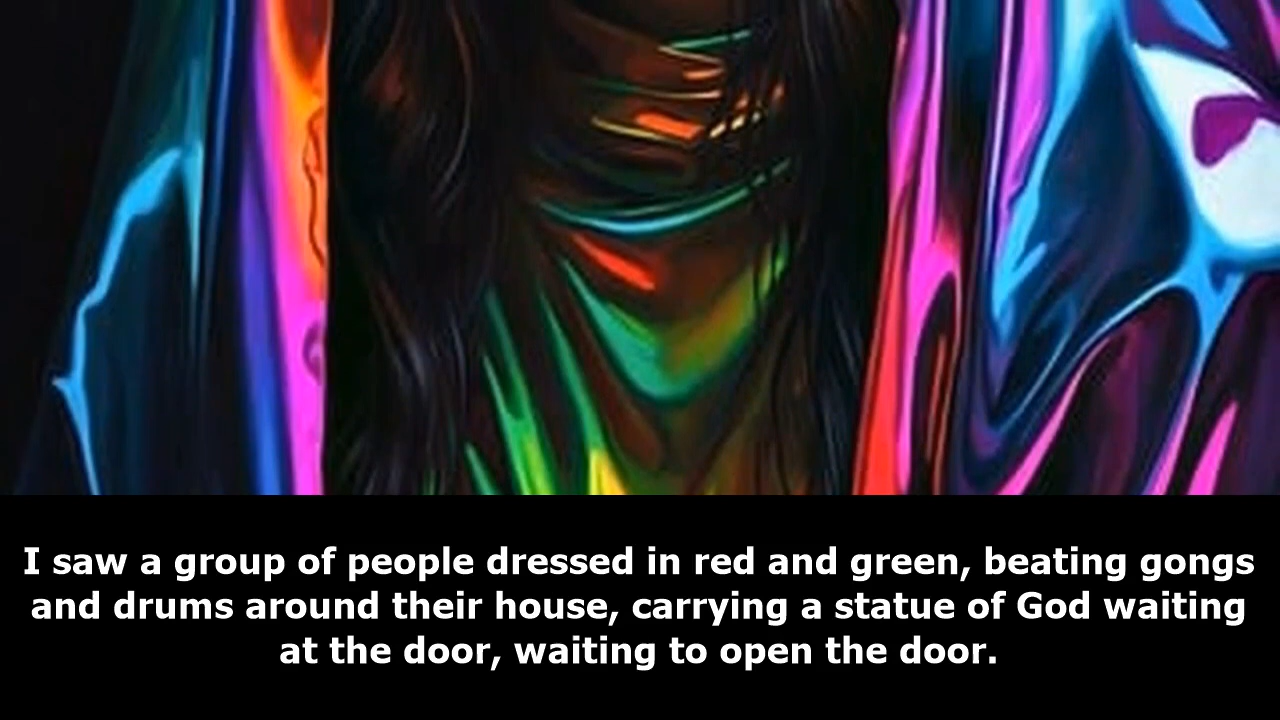 I saw a group of people dressed in red and green, beating gongs
and drums around their house, carrying a statue of God waiting
at the door, waiting to open the door.